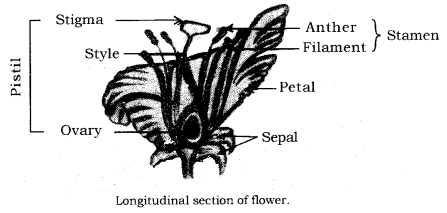 Stigma
Anther
Stamen
Style
Filament
Pistil
Petal
Ovary
Sepal
Longitudinal section of flower.